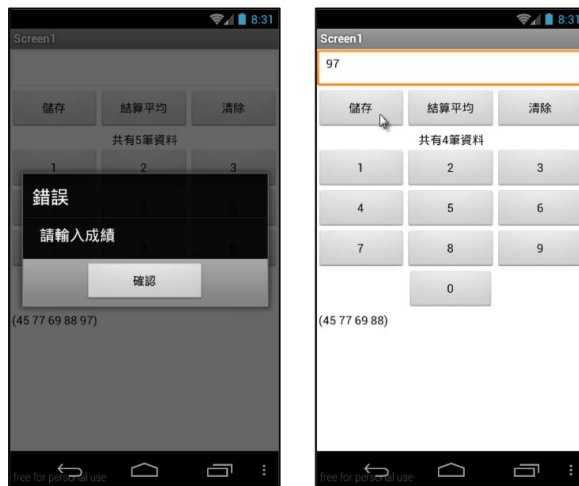 8:31
Screen1
儲存 結算平均 清除
共有5筆資料
1 2 3
錯誤
請輸入成績
確認
(45 77 69 88 97)
free for personal use
8:31
Screen1
97
儲存 結算平均 清除
共有4筆資料
1 2 3
4 5 6
7 8 9
0
(45 77 69 88)
free for personal use